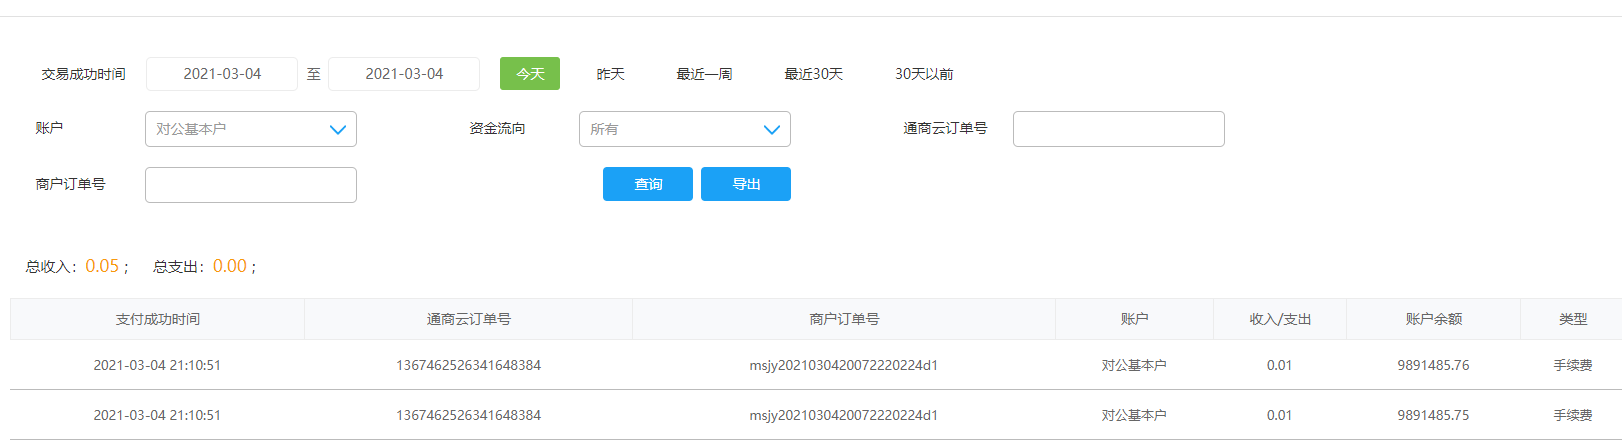 交易成功时间 2021-03-04 至 2021-03-04 今天 昨天 最近一周 最近30天 30天以前
账户 对公基本户 资金流向 所有 通商云订单号
商户订单号 查询 导出
总收入：0.05； 总支出：0.00；
支付成功时间 通商云订单号 商户订单号 账户 收入/支出 账户余额 类型
2021-03-04 21:10:51 1367462526341648384 msjy2021030420072220224d1 对公基本户 0.01 9891485.76 手续费
2021-03-04 21:10:51 1367462526341648384 msjy2021030420072220224d1 对公基本户 0.01 9891485.75 手续费